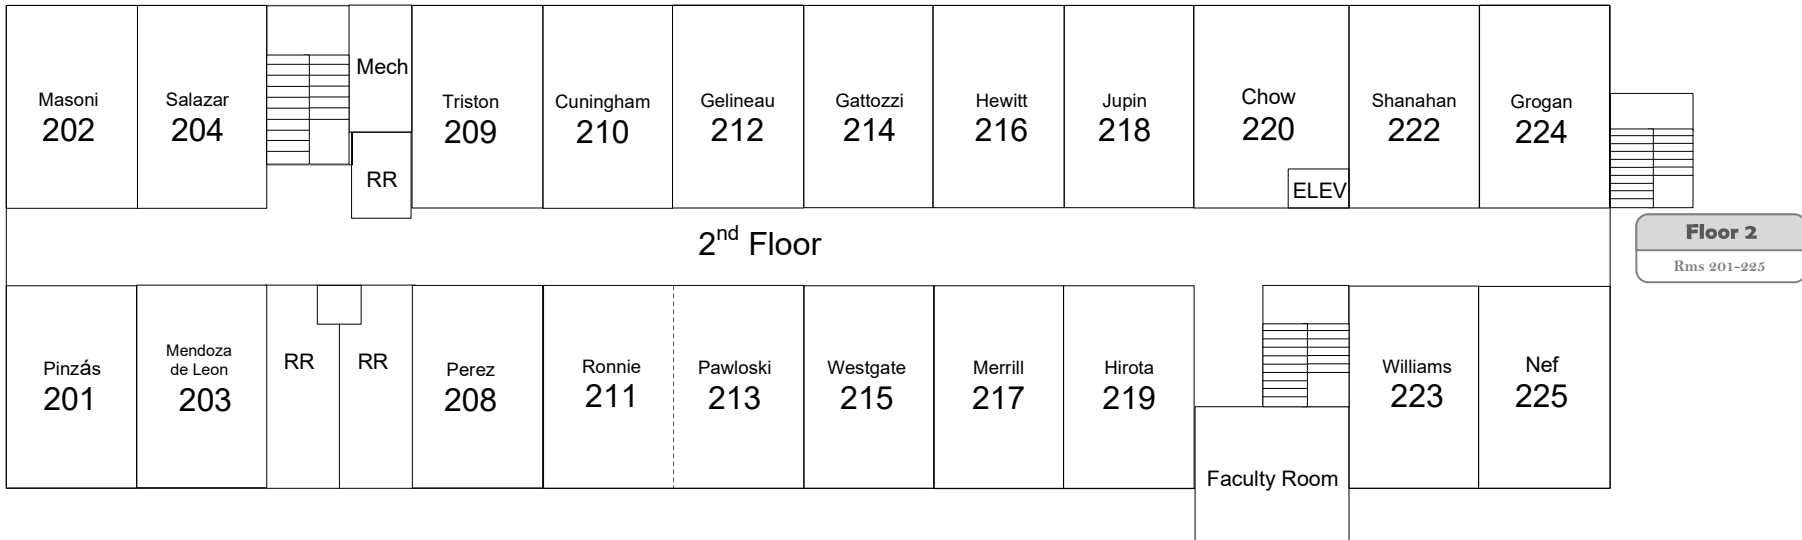 Masoni
202
Salazar
204
Mech
RR
Triston
209
Cuningham
210
Gelineau
212
Gattozzi
214
Hewitt
216
Jupin
218
Chow
220
ELEV
Shanahan
222
Grogan
224
2nd Floor
Floor 2
Rms 201-225
Pinzás
201
Mendoza
de Leon
203
RR
RR
Perez
208
Ronnie
211
Pawloski
213
Westgate
215
Merrill
217
Hirota
219
Faculty Room
Williams
223
Nef
225